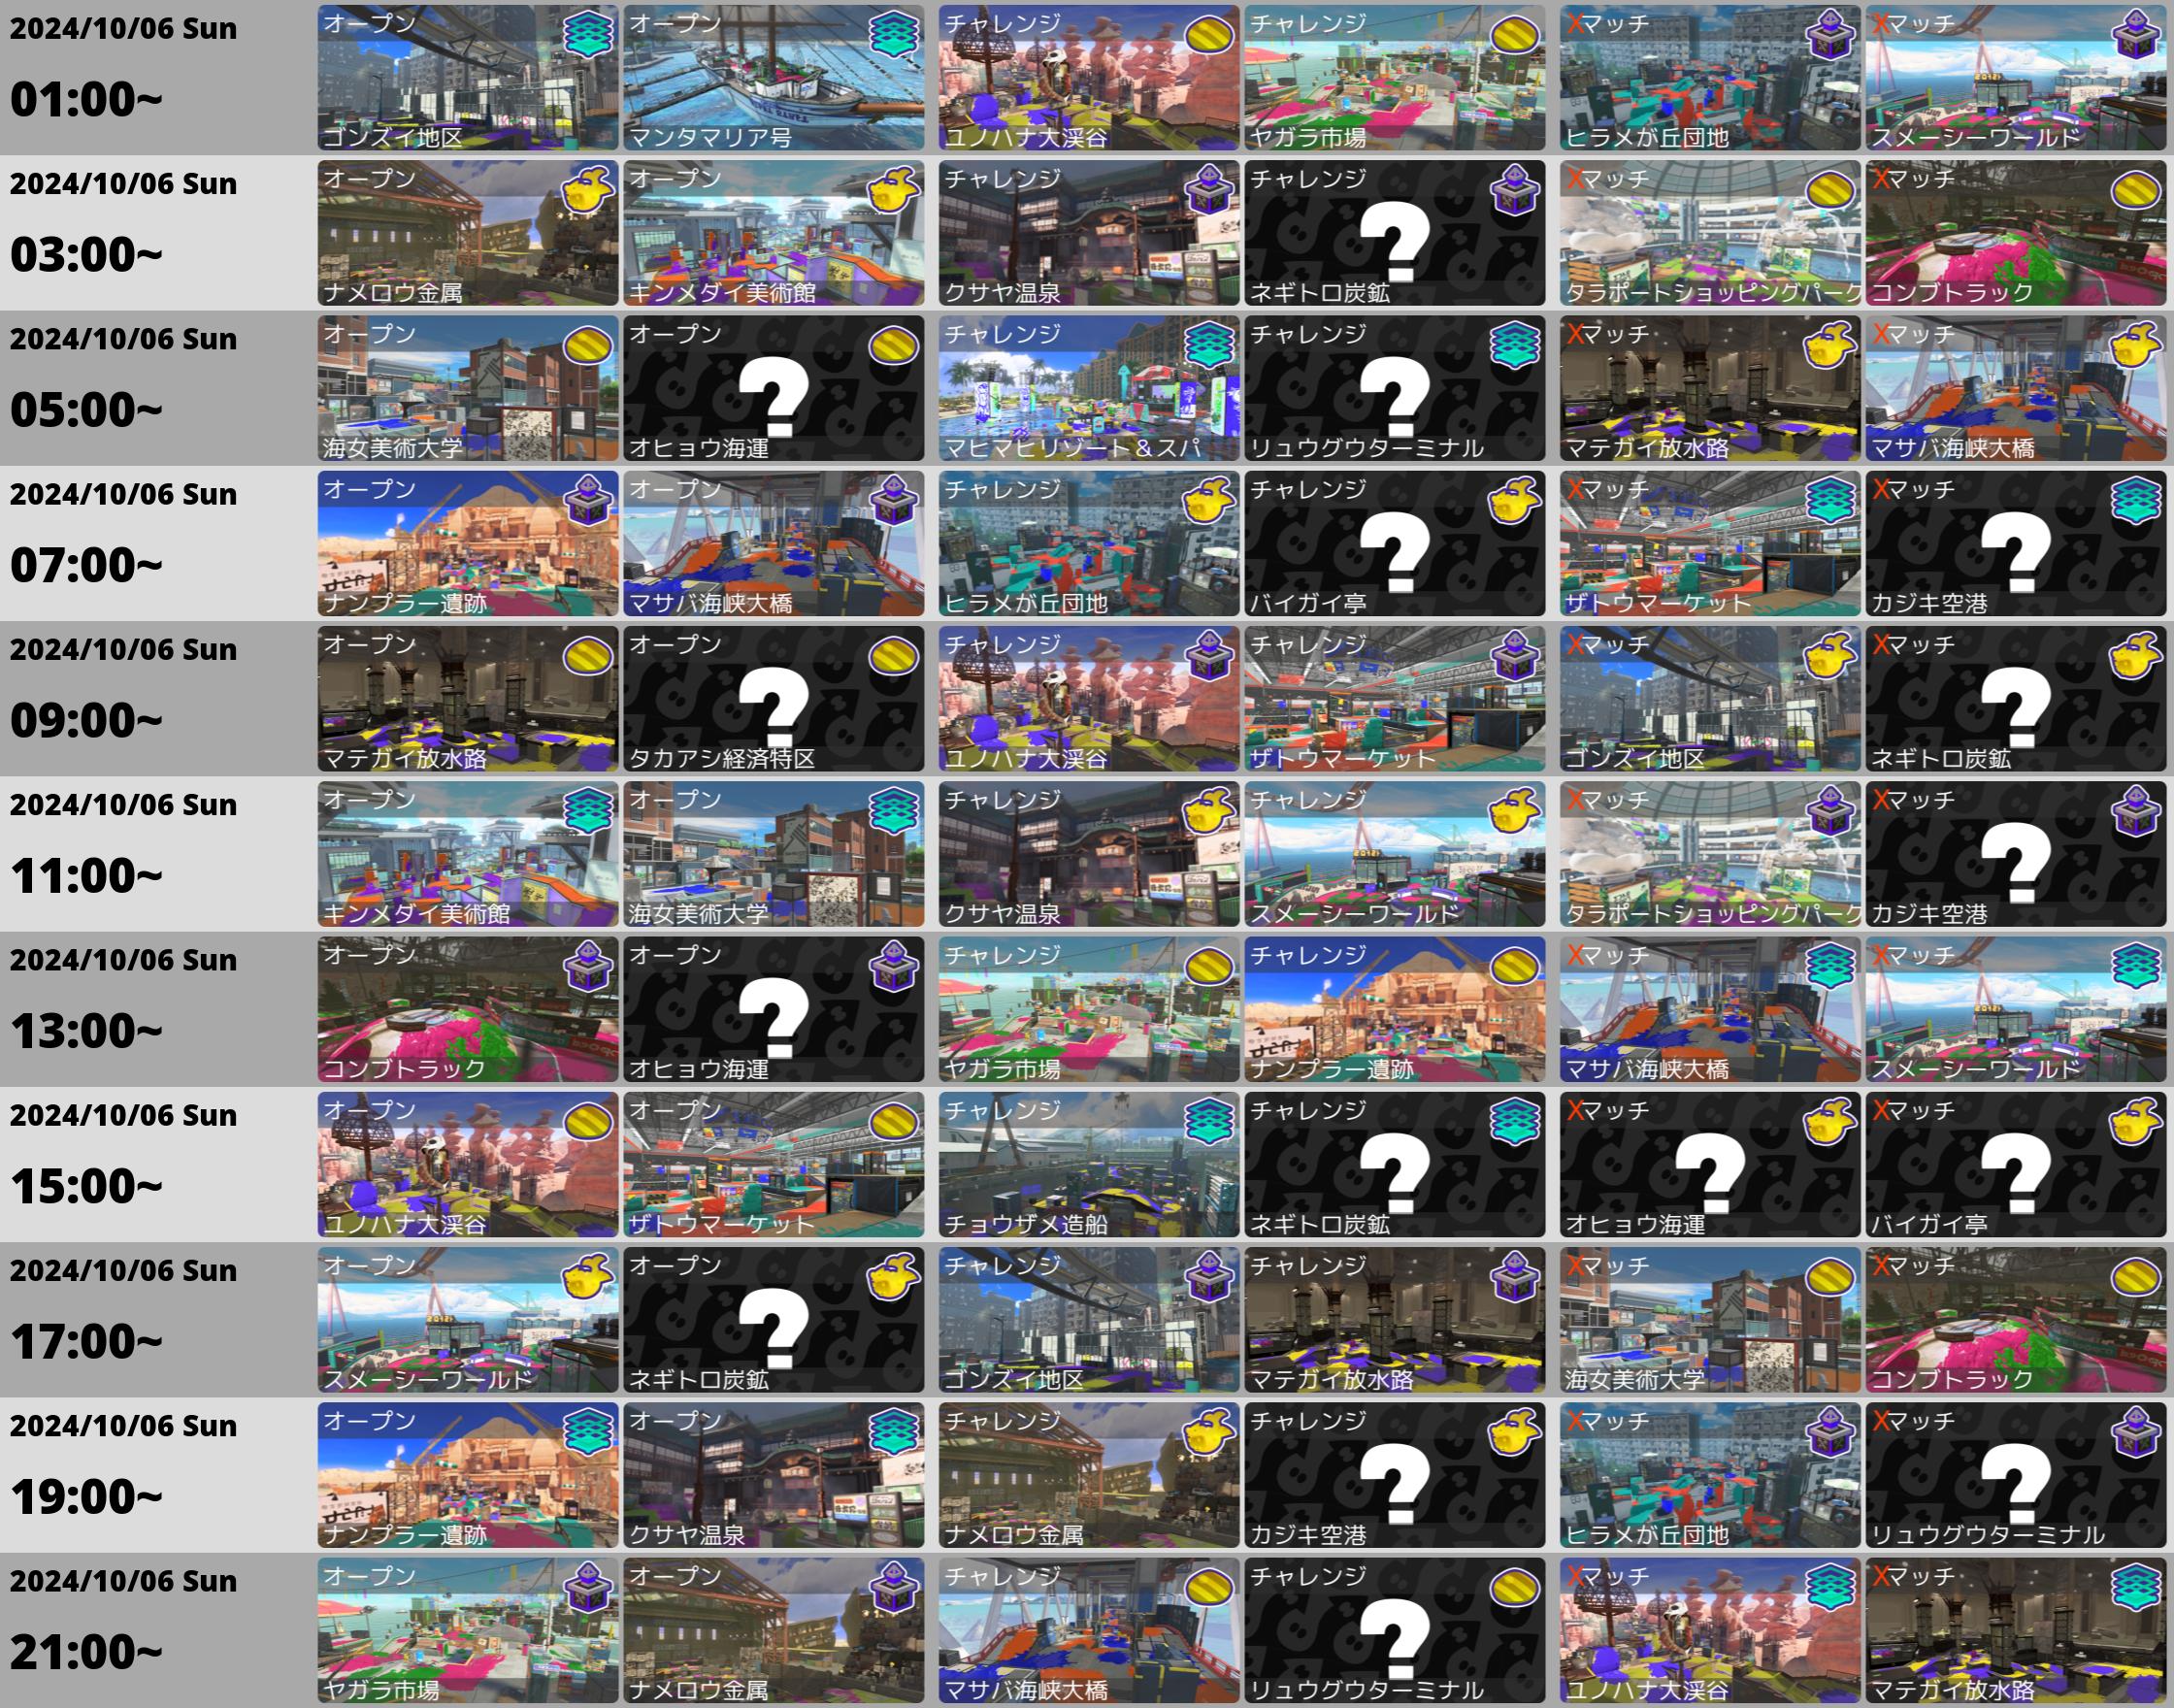 2024/10/06 Sun
01:00~
オープン
ゴンズイ地区
オープン
マンタマリア号
チャレンジ
ユノハナ大渓谷
チャレンジ
ヤガラ市場
Xマッチ
ヒラメが丘団地
Xマッチ
スメーシーワールド
2024/10/06 Sun
03:00~
オープン
ナメロウ金属
オープン
キンメダイ美術館
チャレンジ
クサヤ温泉
チャレンジ
?
ネギトロ炭鉱
Xマッチ
タラポートショッピングパーク
Xマッチ
コンブトラック
2024/10/06 Sun
05:00~
オープン
海女美術大学
オープン
?
オヒョウ海運
チャレンジ
マヒマヒリゾート&スパ
チャレンジ
?
リュウグウターミナル
Xマッチ
マテガイ放水路
Xマッチ
マサバ海峡大橋
2024/10/06 Sun
07:00~
オープン
ナンプラー遺跡
オープン
マサバ海峡大橋
チャレンジ
ヒラメが丘団地
チャレンジ
?
バイガイ亭
Xマッチ
ザトウマーケット
Xマッチ
?
カジキ空港
2024/10/06 Sun
09:00~
オープン
マテガイ放水路
オープン
?
タカアシ経済特区
チャレンジ
ユノハナ大渓谷
チャレンジ
ザトウマーケット
Xマッチ
ゴンズイ地区
Xマッチ
?
ネギトロ炭鉱
2024/10/06 Sun
11:00~
オープン
キンメダイ美術館
オープン
海女美術大学
チャレンジ
クサヤ温泉
チャレンジ
スメーシーワールド
Xマッチ
タラポートショッピングパーク
Xマッチ
?
カジキ空港
2024/10/06 Sun
13:00~
オープン
コンブトラック
オープン
?
オヒョウ海運
チャレンジ
ヤガラ市場
チャレンジ
ナンプラー遺跡
Xマッチ
マサバ海峡大橋
Xマッチ
スメーシーワールド
2024/10/06 Sun
15:00~
オープン
ユノハナ大渓谷
オープン
ザトウマーケット
チャレンジ
チョウザメ造船
チャレンジ
?
ネギトロ炭鉱
Xマッチ
?
オヒョウ海運
Xマッチ
?
バイガイ亭
2024/10/06 Sun
17:00~
オープン
スメーシーワールド
オープン
?
ネギトロ炭鉱
チャレンジ
ゴンズイ地区
チャレンジ
マテガイ放水路
Xマッチ
海女美術大学
Xマッチ
コンブトラック
2024/10/06 Sun
19:00~
オープン
ナンプラー遺跡
オープン
クサヤ温泉
チャレンジ
ナメロウ金属
チャレンジ
?
カジキ空港
Xマッチ
ヒラメが丘団地
Xマッチ
?
リュウグウターミナル
2024/10/06 Sun
21:00~
オープン
ヤガラ市場
オープン
ナメロウ金属
チャレンジ
マサバ海峡大橋
チャレンジ
?
リュウグウターミナル
Xマッチ
ユノハナ大渓谷
Xマッチ
マテガイ放水路